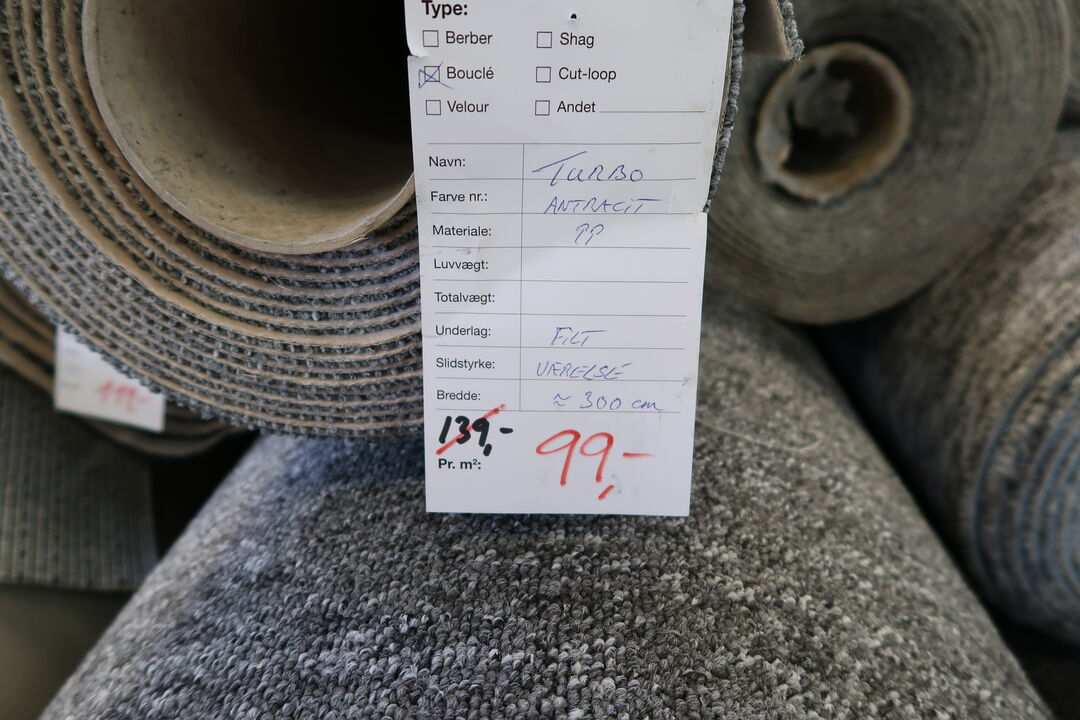 Type:
Berber Shag
Bouclé Cut-loop
Velour Andet
Navn: TURBO
Farve nr.: ANTRACIT
Materiale: PP
Luvvægt:
Totalvægt:
Underlag: FILT
Slidstyrke: VÆRELSE
Bredde: ≈ 300 cm
139,-
Pr. m²: 99,-